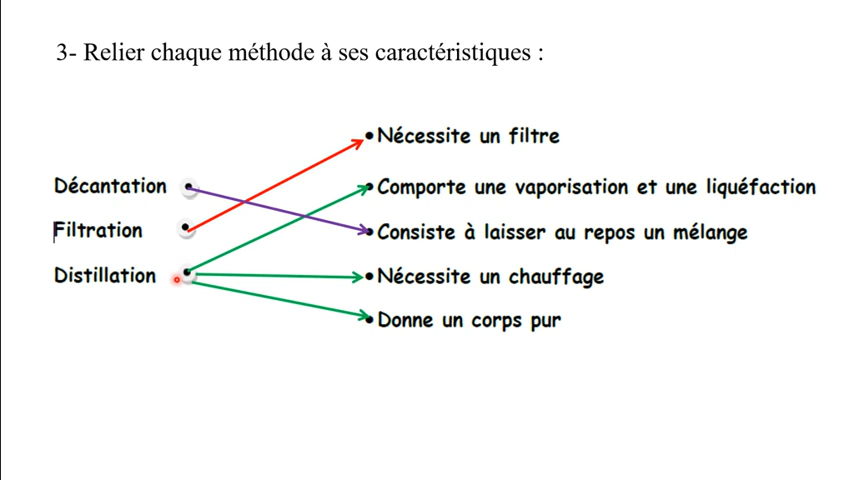 3- Relier chaque méthode à ses caractéristiques :
Nécessite un filtre
Décantation
Comporte une vaporisation et une liquéfaction
Filtration
Consiste à laisser au repos un mélange
Distillation
Nécessite un chauffage
Donne un corps pur